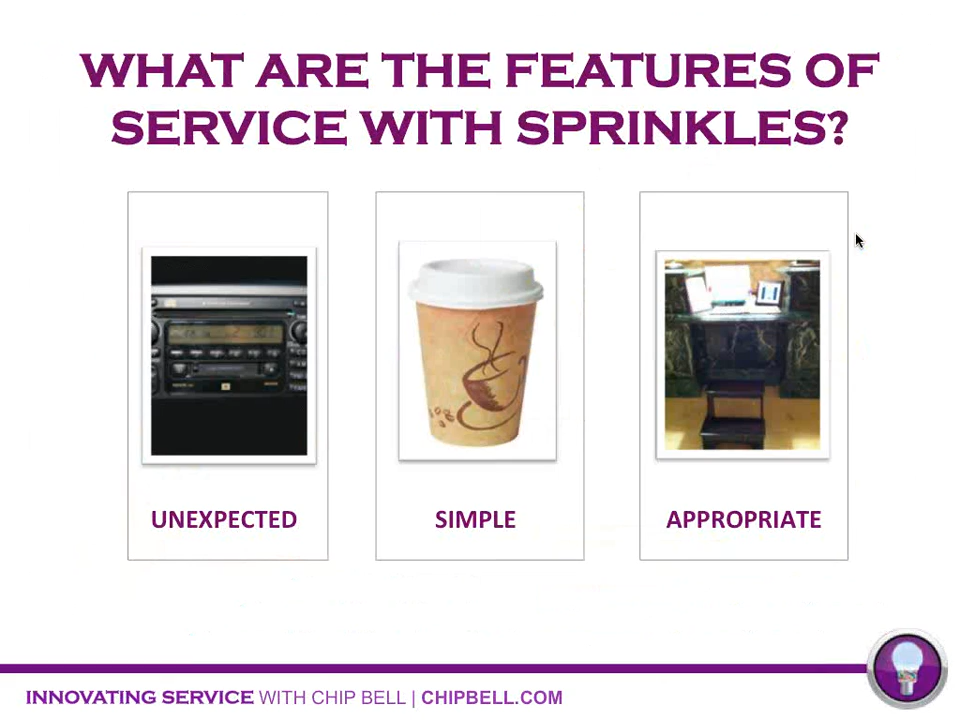 WHAT ARE THE FEATURES OF
SERVICE WITH SPRINKLES?
UNEXPECTED
SIMPLE
APPROPRIATE
INNOVATING SERVICE WITH CHIP BELL | CHIPBELL.COM